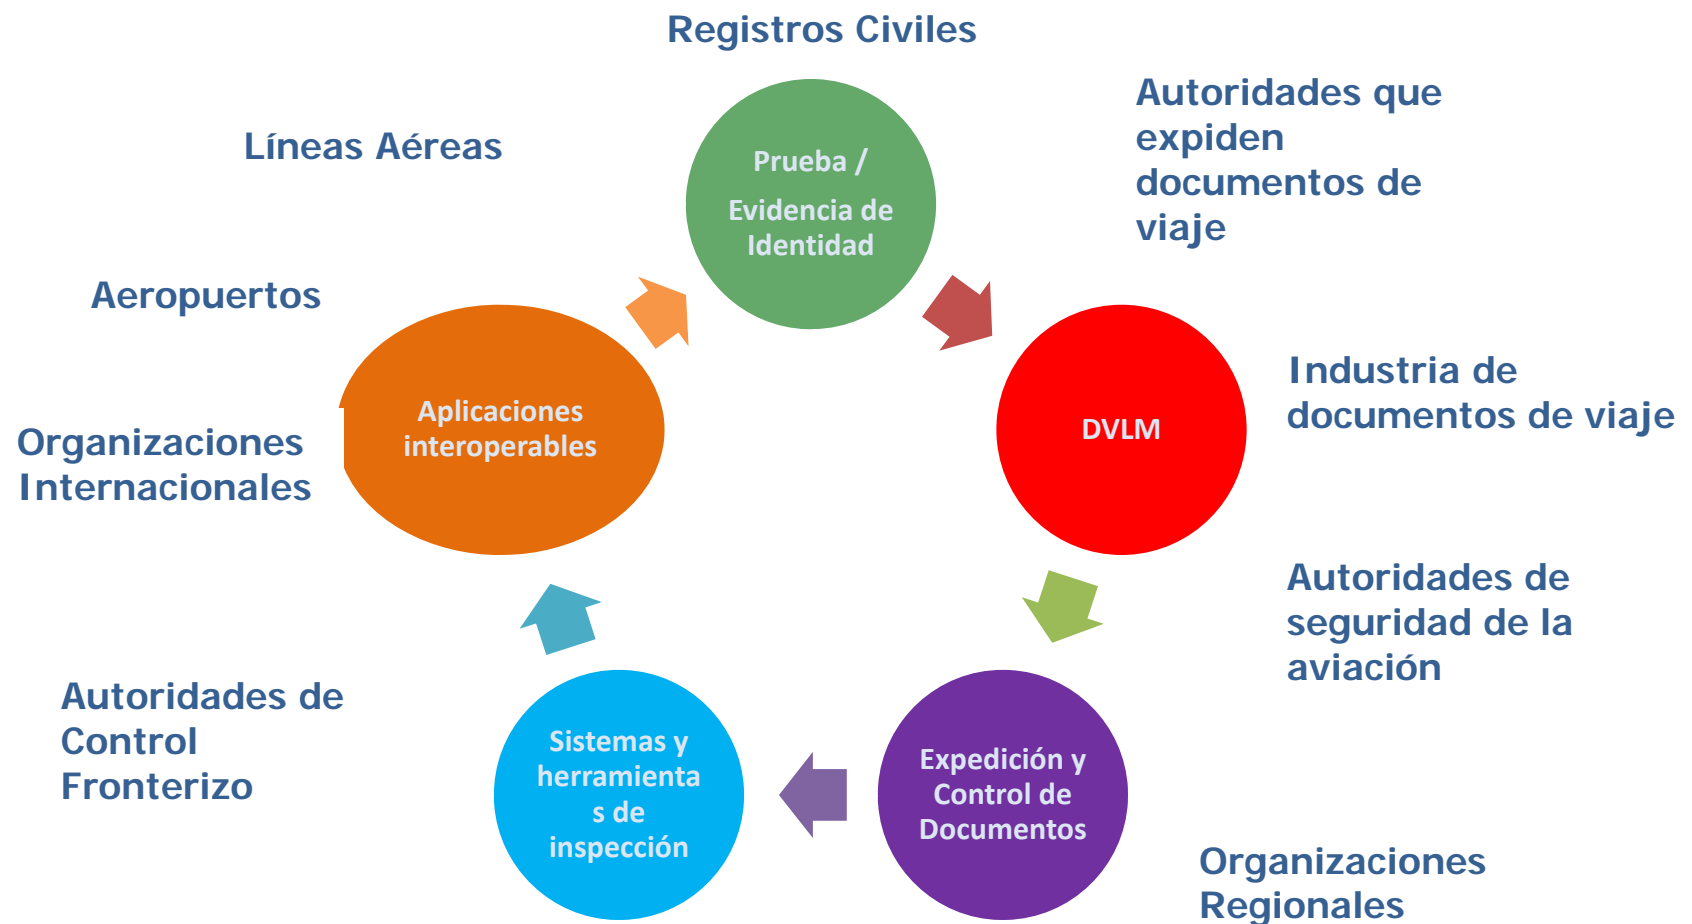 Registros Civiles
Autoridades que
expiden
documentos de
viaje
Líneas Aéreas
Prueba /
Evidencia de
Identidad
Aeropuertos
Industria de
documentos de viaje
Aplicaciones
interoperables
DVLM
Organizaciones
Internacionales
Autoridades de
seguridad de la
aviación
Autoridades de
Control
Fronterizo
Sistemas y
herramienta
s de
inspección
Expedición y
Control de
Documentos
Organizaciones
Regionales